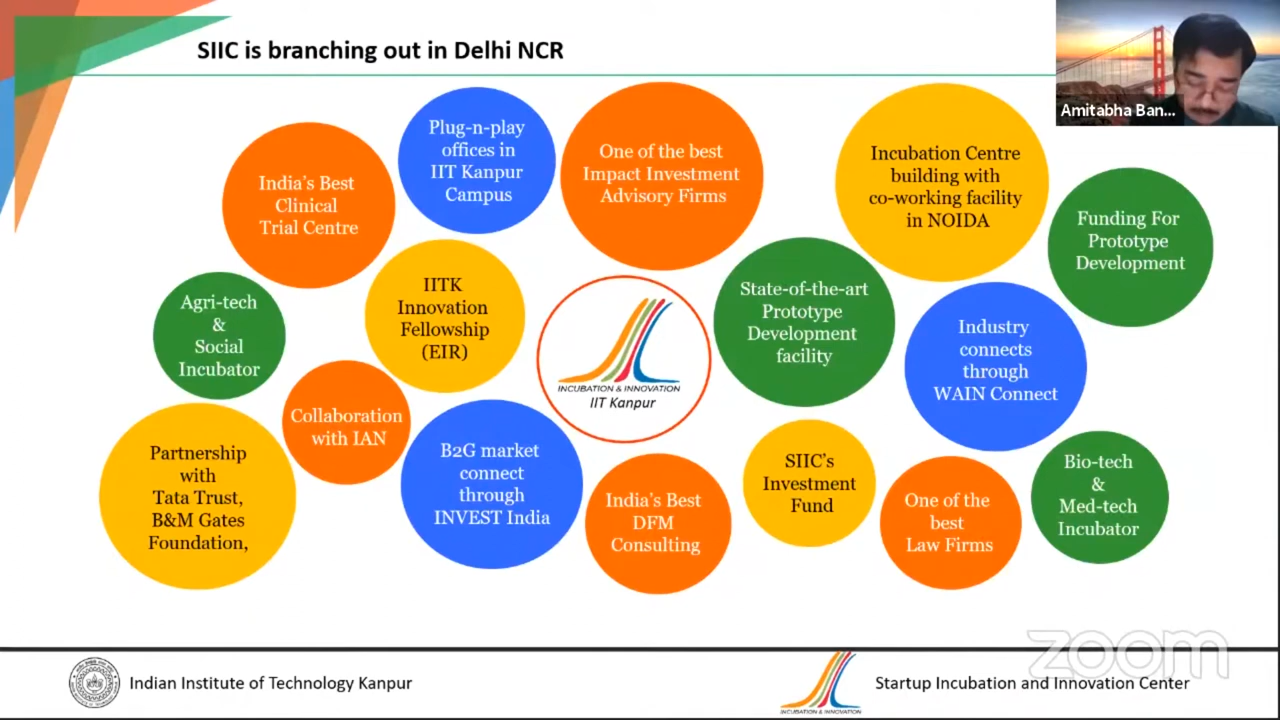 SIIC is branching out in Delhi NCR
Amitabha Ban...
Plug-n-play
offices in
IIT Kanpur
Campus
One of the best
Impact Investment
Advisory Firms
Incubation Centre
building with
co-working facility
in NOIDA
India's Best
Clinical
Trial Centre
Funding For
Prototype
Development
IITK
Innovation
Fellowship
(EIR)
State-of-the-art
Prototype
Development
facility
Agri-tech
&
Social
Incubator
Industry
connects
through
WAIN Connect
INCUBATION & INNOVATION
IIT Kanpur
Collaboration
with IAN
Partnership
with
Tata Trust,
B&M Gates
Foundation,
B2G market
connect
through
INVEST India
India's Best
DFM
Consulting
SIIC's
Investment
Fund
One of the
best
Law Firms
Bio-tech
&
Med-tech
Incubator
zoom
Indian Institute of Technology Kanpur
INCUBATION & INNOVATION
Startup Incubation and Innovation Center